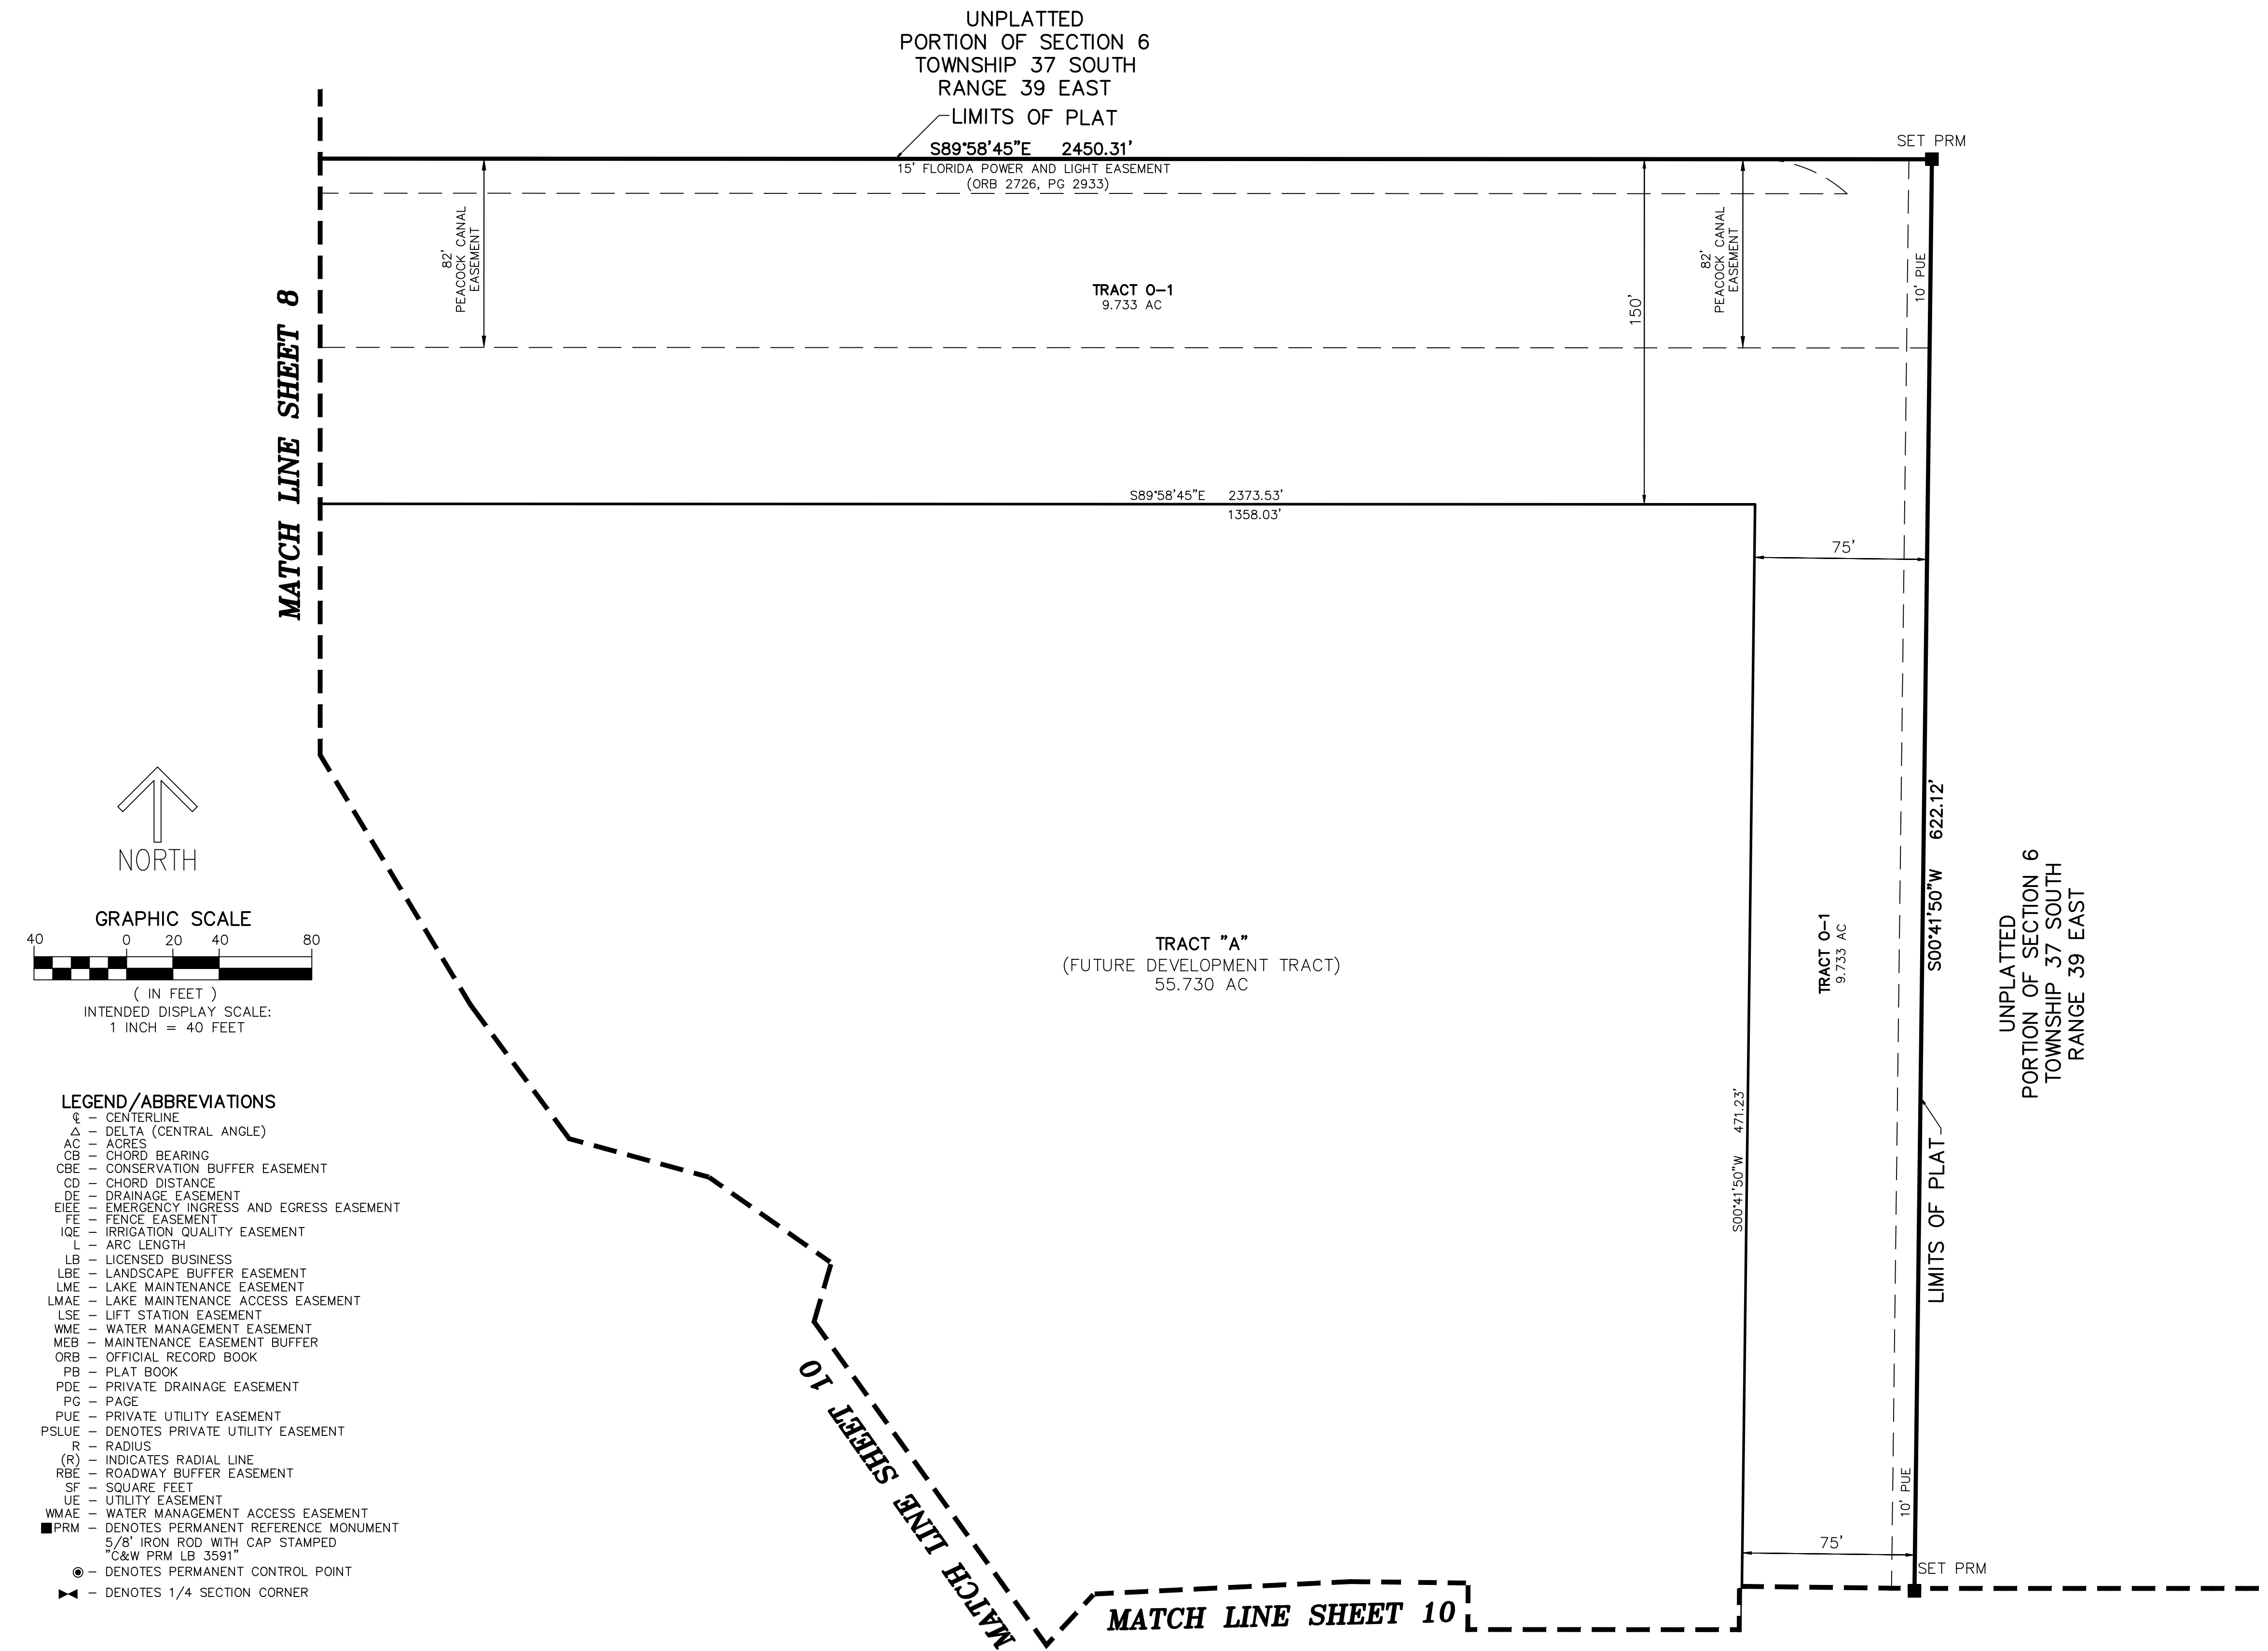 UNPLATTED
PORTION OF SECTION 6
TOWNSHIP 37 SOUTH
RANGE 39 EAST
LIMITS OF PLAT
S89°58'45"E 2450.31'
15' FLORIDA POWER AND LIGHT EASEMENT
(ORB 2726, PG 2933)
SET PRM
82'
PEACOCK CANAL
EASEMENT
TRACT O-1
9.733 AC
150'
82'
PEACOCK CANAL
EASEMENT
10' PUE
MATCH LINE SHEET 8
S89°58'45"E 2373.53'
1358.03'
75'
S00°41'50"W 622.12'
UNPLATTED
PORTION OF SECTION 6
TOWNSHIP 37 SOUTH
RANGE 39 EAST
TRACT O-1
9.733 AC
TRACT "A"
(FUTURE DEVELOPMENT TRACT)
55.730 AC
S00°41'50"W 471.23'
LIMITS OF PLAT
10' PUE
75'
SET PRM
MATCH LINE SHEET 10
MATCH LINE SHEET 10
NORTH
GRAPHIC SCALE
40 0 20 40 80
( IN FEET )
INTENDED DISPLAY SCALE:
1 INCH = 40 FEET
LEGEND/ABBREVIATIONS
℄ – CENTERLINE
△ – DELTA (CENTRAL ANGLE)
AC – ACRES
CB – CHORD BEARING
CBE – CONSERVATION BUFFER EASEMENT
CD – CHORD DISTANCE
DE – DRAINAGE EASEMENT
EIEE – EMERGENCY INGRESS AND EGRESS EASEMENT
FE – FENCE EASEMENT
IQE – IRRIGATION QUALITY EASEMENT
L – ARC LENGTH
LB – LICENSED BUSINESS
LBE – LANDSCAPE BUFFER EASEMENT
LME – LAKE MAINTENANCE EASEMENT
LMAE – LAKE MAINTENANCE ACCESS EASEMENT
LSE – LIFT STATION EASEMENT
WME – WATER MANAGEMENT EASEMENT
MEB – MAINTENANCE EASEMENT BUFFER
ORB – OFFICIAL RECORD BOOK
PB – PLAT BOOK
PDE – PRIVATE DRAINAGE EASEMENT
PG – PAGE
PUE – PRIVATE UTILITY EASEMENT
PSLUE – DENOTES PRIVATE UTILITY EASEMENT
R – RADIUS
(R) – INDICATES RADIAL LINE
RBE – ROADWAY BUFFER EASEMENT
SF – SQUARE FEET
UE – UTILITY EASEMENT
WMAE – WATER MANAGEMENT ACCESS EASEMENT
PRM – DENOTES PERMANENT REFERENCE MONUMENT
5/8' IRON ROD WITH CAP STAMPED
"C&W PRM LB 3591"
– DENOTES PERMANENT CONTROL POINT
– DENOTES 1/4 SECTION CORNER